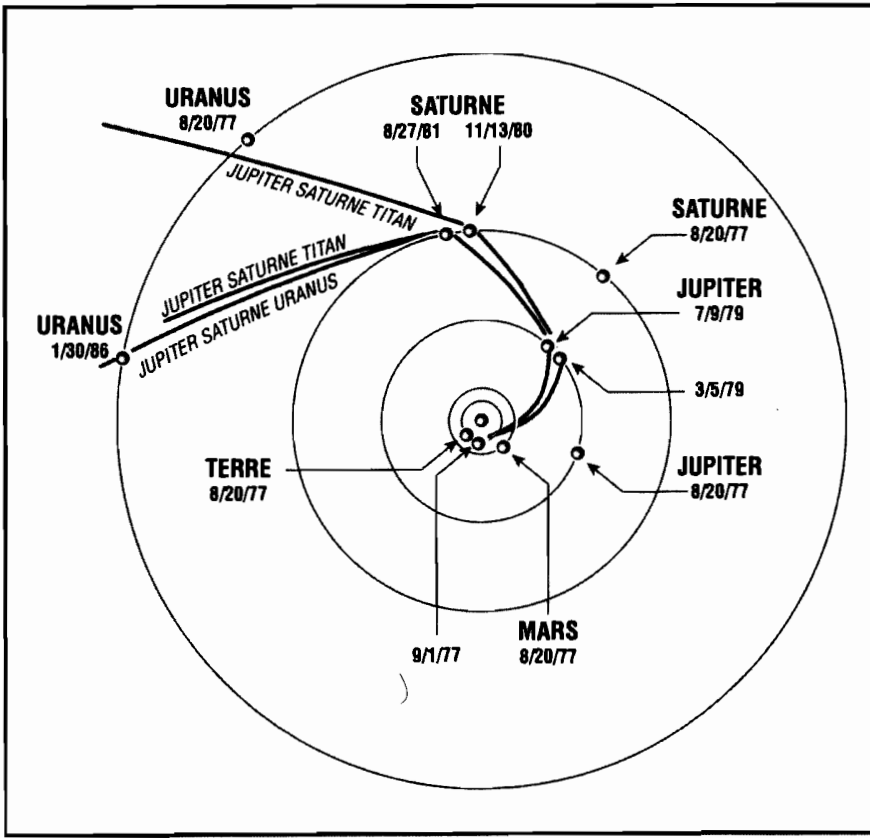 URANUS
8/20/77
SATURNE
8/27/81 11/13/80
JUPITER SATURNE TITAN
SATURNE
8/20/77
JUPITER SATURNE TITAN
JUPITER
7/9/79
URANUS
1/30/86
JUPITER SATURNE URANUS
3/5/79
TERRE
8/20/77
JUPITER
8/20/77
9/1/77
MARS
8/20/77